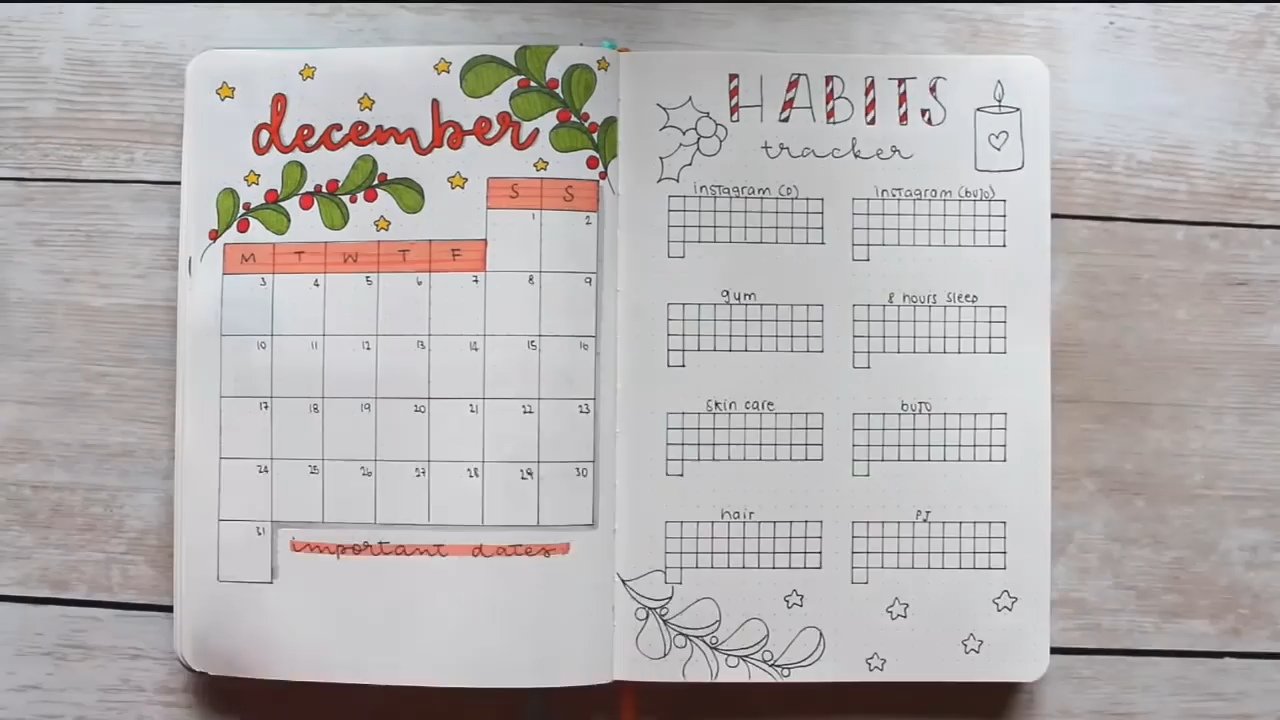 december
S S
M T W T F
1 2
3 4 5 6 7 8 9
10 11 12 13 14 15 16
17 18 19 20 21 22 23
24 25 26 27 28 29 30
31
important dates
HABITS
tracker
instagram (p)
instagram (bujo)
gym
8 hours sleep
skin care
bujo
hair
PJ